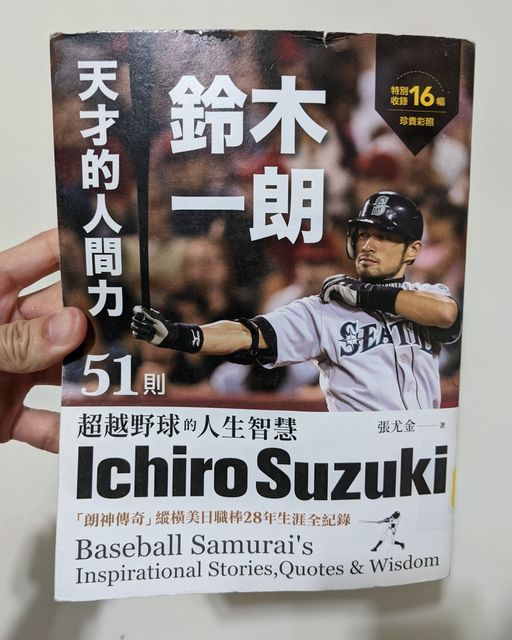 天才的人間力
鈴木
一朗
特別
收錄16幅
珍貴彩照
S
SEATTL
51則
超越野球的人生智慧
張尤金——著
Ichiro Suzuki
「朗神傳奇」縱橫美日職棒28年生涯全紀錄
Baseball Samurai's
Inspirational Stories,Quotes & Wisdom